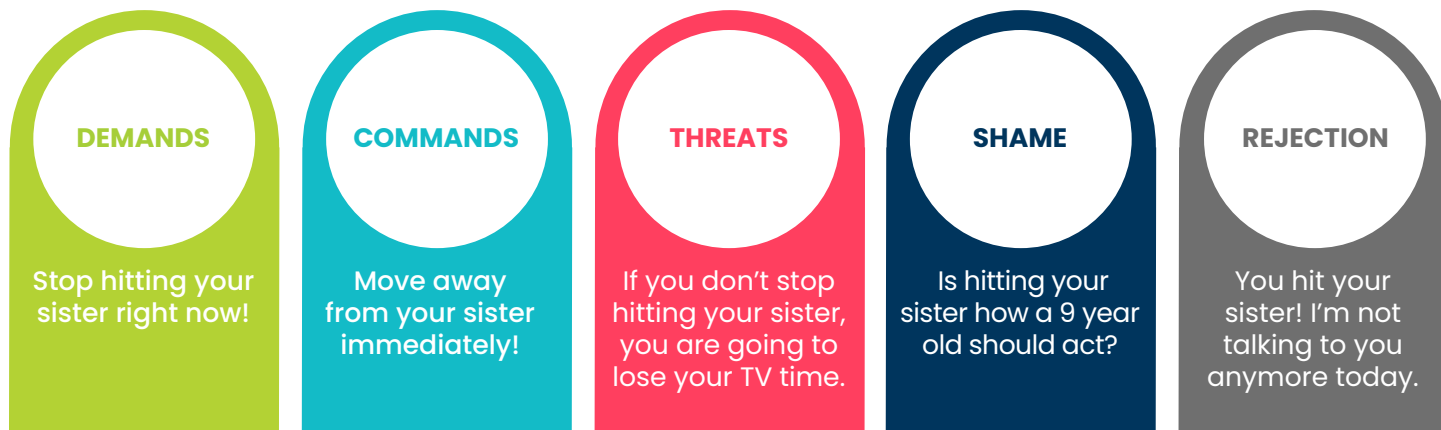 DEMANDS
Stop hitting your
sister right now!
COMMANDS
Move away
from your sister
immediately!
THREATS
If you don’t stop
hitting your sister,
you are going to
lose your TV time.
SHAME
Is hitting your
sister how a 9 year
old should act?
REJECTION
You hit your
sister! I’m not
talking to you
anymore today.